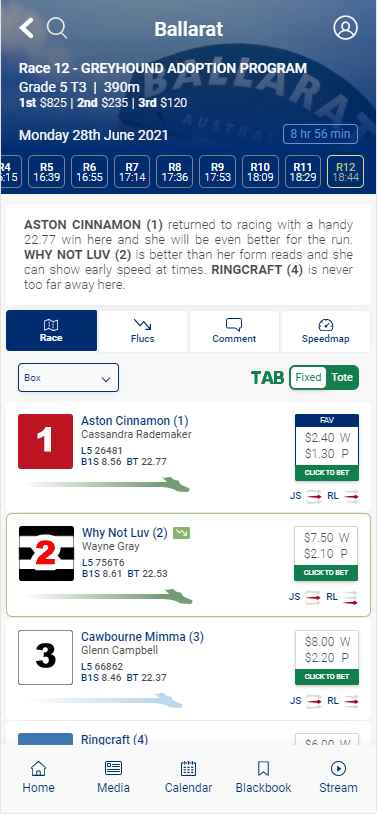 Ballarat
BALLARAT
AUSTRALIA
Race 12 - GREYHOUND ADOPTION PROGRAM
Grade 5 T3 | 390m
1st $825 | 2nd $235 | 3rd $120
Monday 28th June 2021
8 hr 56 min
R4 R5 R6 R7 R8 R9 R10 R11 R12
:15 16:39 16:55 17:14 17:36 17:53 18:09 18:29 18:44
ASTON CINNAMON (1) returned to racing with a handy
22.77 win here and she will be even better for the run.
WHY NOT LUV (2) is better than her form reads and she
can show early speed at times. RINGCRAFT (4) is never
too far away here.
Race Flucs Comment Speedmap
Box TAB Fixed Tote
1
Aston Cinnamon (1)
Cassandra Rademaker
L5 26481
B1S 8.56 BT 22.77
FAV
$2.40 W
$1.30 P
CLICK TO BET
JS RL
2
Why Not Luv (2)
Wayne Gray
L5 756T6
B1S 8.61 BT 22.53
$7.50 W
$2.10 P
CLICK TO BET
JS RL
3
Cawbourne Mimma (3)
Glenn Campbell
L5 66862
B1S 8.46 BT 22.37
$8.00 W
$2.20 P
CLICK TO BET
JS RL
Ringcraft (4)
$6.00 W
Home Media Calendar Blackbook Stream